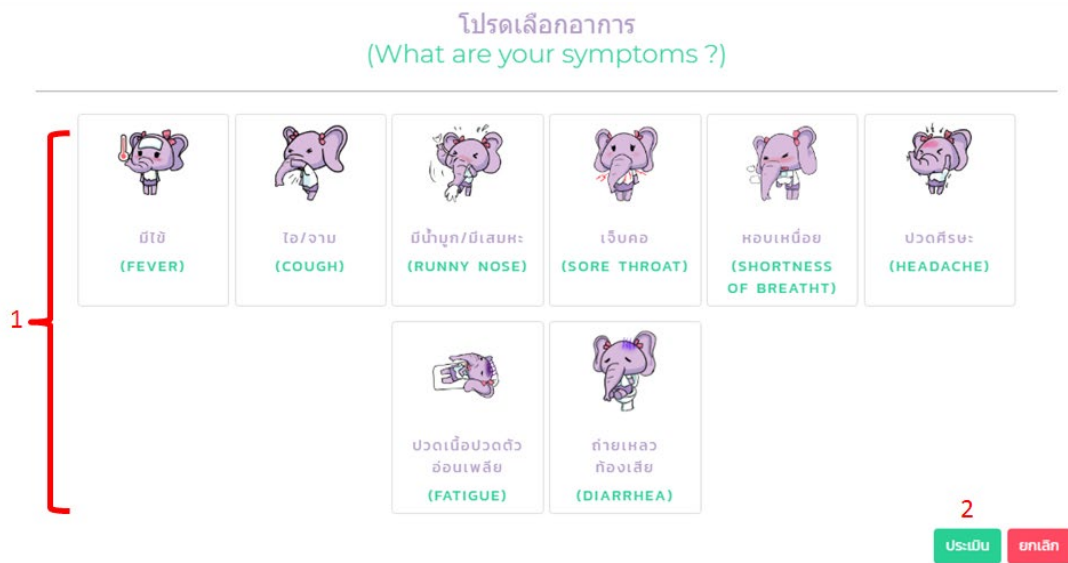 โปรดเลือกอาการ
(What are your symptoms ?)
1
มีไข้
(FEVER)
ไอ/จาม
(COUGH)
มีน้ำมูก/มีเสมหะ
(RUNNY NOSE)
เจ็บคอ
(SORE THROAT)
หอบเหนื่อย
(SHORTNESS
OF BREATHT)
ปวดศีรษะ
(HEADACHE)
ปวดเนื้อปวดตัว
อ่อนเพลีย
(FATIGUE)
ถ่ายเหลว
ท้องเสีย
(DIARRHEA)
2
ประเมิน
ยกเลิก